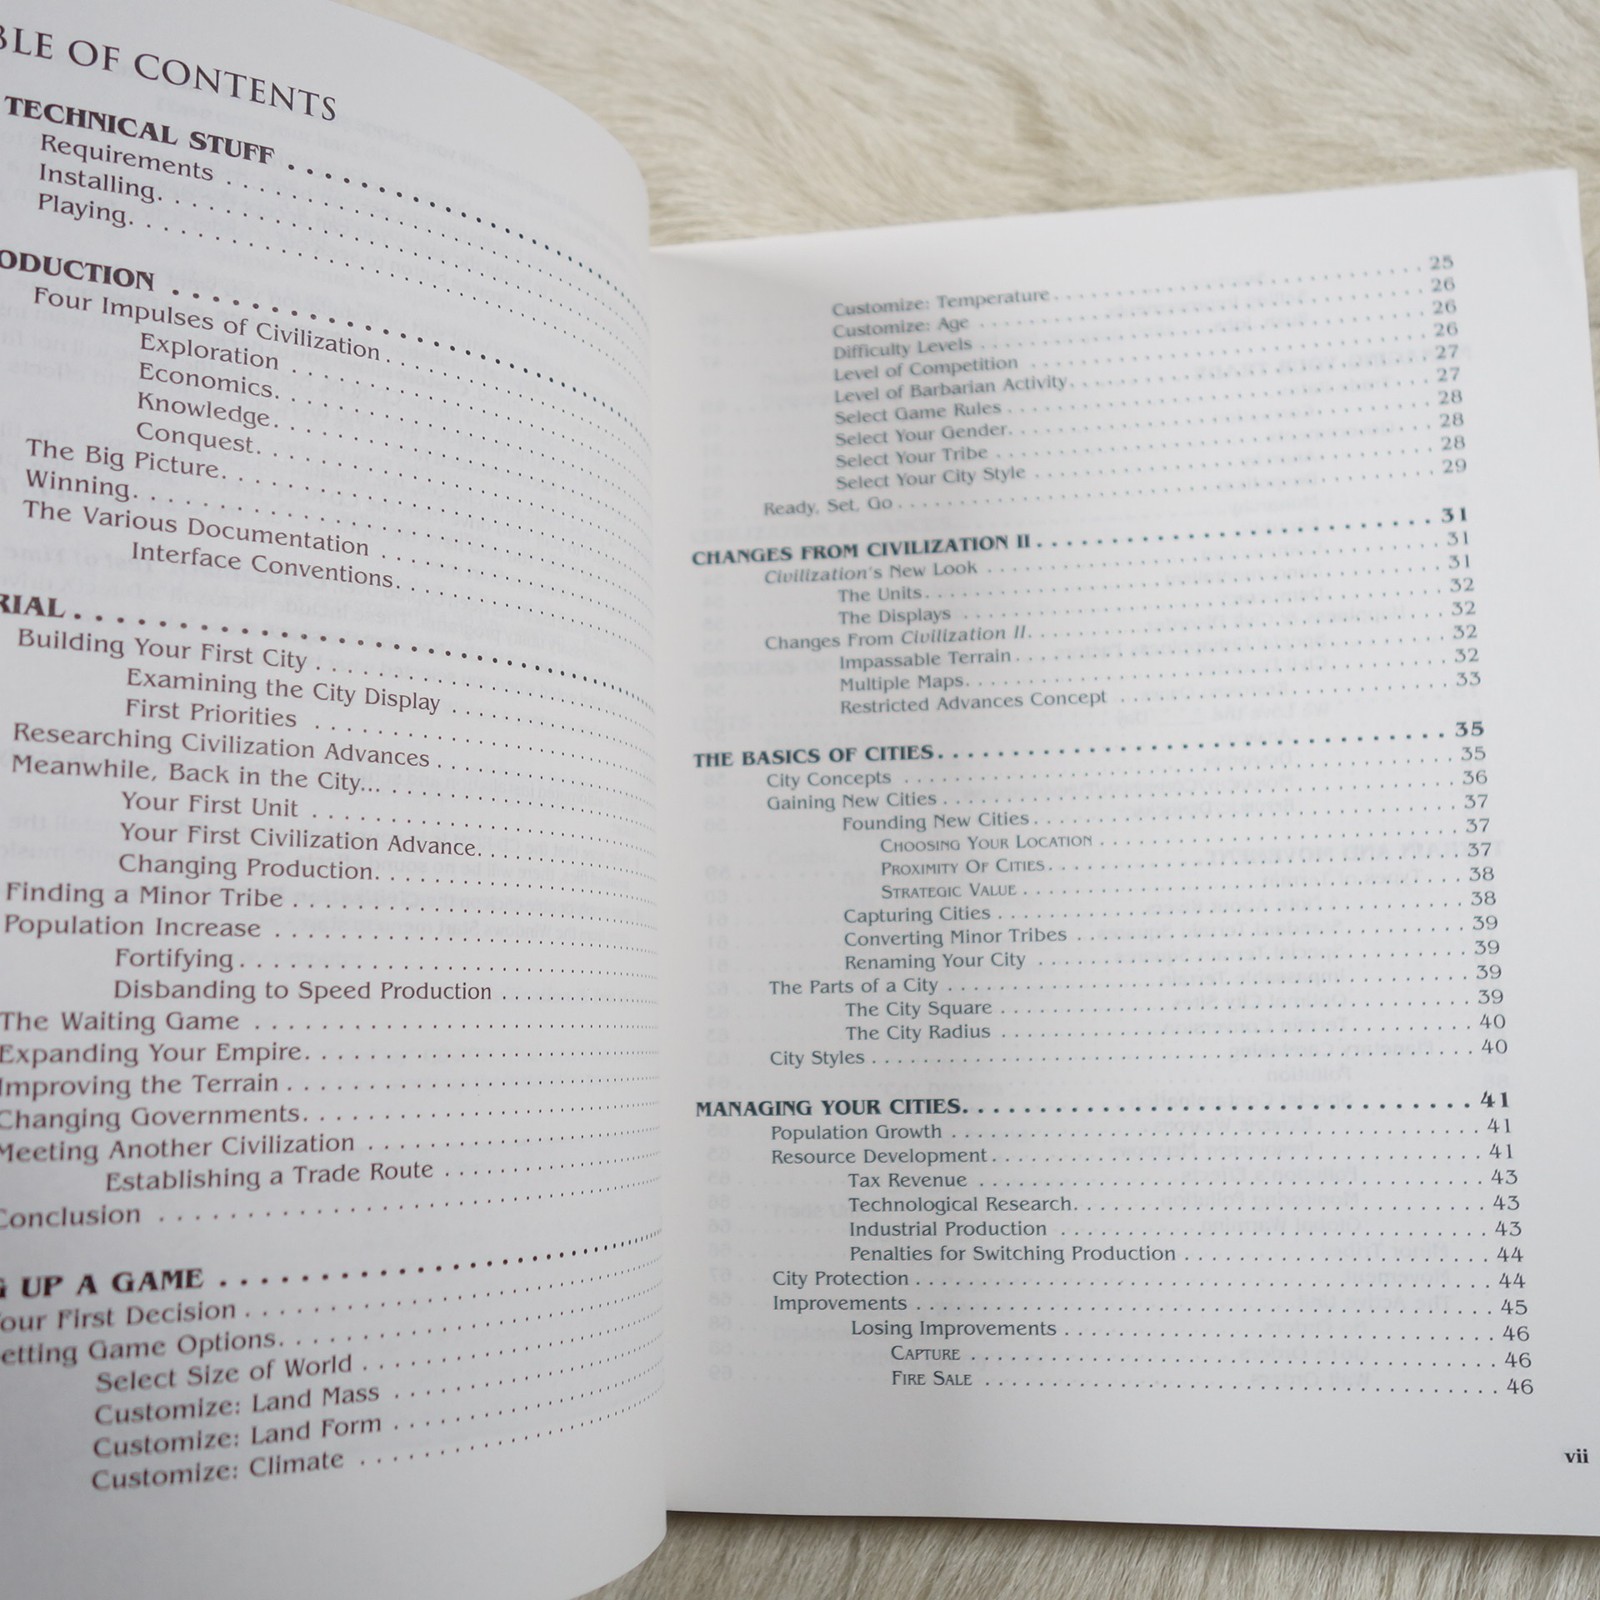 BLE OF CONTENTS
TECHNICAL STUFF . . . . . . . . . . . . . . . .
Requirements . . . . . . . . . . . . . . . .
Installing. . . . . . . . . . . . . . . .
Playing. . . . . . . . . . . . . . . .
ODUCTION . . . . . . . . . . . . . . . .
Four Impulses of Civilization . . . . . . . . . . . . . . . .
Exploration . . . . . . . . . . . . . . . .
Economics. . . . . . . . . . . . . . . .
Knowledge. . . . . . . . . . . . . . . .
Conquest. . . . . . . . . . . . . . . .
The Big Picture. . . . . . . . . . . . . . . .
Winning. . . . . . . . . . . . . . . .
The Various Documentation . . . . . . . . . . . . . . . .
Interface Conventions. . . . . . . . . . . . . . . .
RIAL . . . . . . . . . . . . . . . .
Building Your First City . . . . . . . . . . . . . . . .
Examining the City Display . . . . . . . . . . . . . . . .
First Priorities . . . . . . . . . . . . . . . .
Researching Civilization Advances . . . . . . . . . . . . . . . .
Meanwhile, Back in the City... . . . . . . . . . . . . . . . .
Your First Unit . . . . . . . . . . . . . . . .
Your First Civilization Advance. . . . . . . . . . . . . . . .
Changing Production. . . . . . . . . . . . . . . .
Finding a Minor Tribe . . . . . . . . . . . . . . . .
Population Increase . . . . . . . . . . . . . . . .
Fortifying . . . . . . . . . . . . . . . .
Disbanding to Speed Production . . . . . . . . . . . . . . . .
The Waiting Game . . . . . . . . . . . . . . . .
Expanding Your Empire. . . . . . . . . . . . . . . .
Improving the Terrain . . . . . . . . . . . . . . . .
Changing Governments. . . . . . . . . . . . . . . .
Meeting Another Civilization . . . . . . . . . . . . . . . .
Establishing a Trade Route . . . . . . . . . . . . . . . .
Conclusion . . . . . . . . . . . . . . . .
G UP A GAME . . . . . . . . . . . . . . . .
our First Decision . . . . . . . . . . . . . . . .
etting Game Options. . . . . . . . . . . . . . . .
Select Size of World . . . . . . . . . . . . . . . .
Customize: Land Mass . . . . . . . . . . . . . . . .
Customize: Land Form . . . . . . . . . . . . . . . .
Customize: Climate . . . . . . . . . . . . . . . .
Customize: Temperature . . . . . . . . . . . . . . . . 25
Customize: Age . . . . . . . . . . . . . . . . 26
Difficulty Levels . . . . . . . . . . . . . . . . 26
Level of Competition . . . . . . . . . . . . . . . . 26
Level of Barbarian Activity. . . . . . . . . . . . . . . . 27
Select Game Rules . . . . . . . . . . . . . . . . 27
Select Your Gender. . . . . . . . . . . . . . . . 28
Select Your Tribe . . . . . . . . . . . . . . . . 28
Select Your City Style . . . . . . . . . . . . . . . . 28
Ready, Set, Go . . . . . . . . . . . . . . . . 29
CHANGES FROM CIVILIZATION II . . . . . . . . . . . . . . . . 31
Civilization's New Look . . . . . . . . . . . . . . . . 31
The Units. . . . . . . . . . . . . . . . 31
The Displays . . . . . . . . . . . . . . . . 32
Changes From Civilization II. . . . . . . . . . . . . . . . 32
Impassable Terrain . . . . . . . . . . . . . . . . 32
Multiple Maps. . . . . . . . . . . . . . . . 32
Restricted Advances Concept . . . . . . . . . . . . . . . . 33
THE BASICS OF CITIES . . . . . . . . . . . . . . . . 35
City Concepts . . . . . . . . . . . . . . . . 35
Gaining New Cities . . . . . . . . . . . . . . . . 36
Founding New Cities . . . . . . . . . . . . . . . . 37
CHOOSING YOUR LOCATION . . . . . . . . . . . . . . . . 37
PROXIMITY OF CITIES. . . . . . . . . . . . . . . . 37
STRATEGIC VALUE . . . . . . . . . . . . . . . . 38
Capturing Cities . . . . . . . . . . . . . . . . 38
Converting Minor Tribes . . . . . . . . . . . . . . . . 39
Renaming Your City . . . . . . . . . . . . . . . . 39
The Parts of a City . . . . . . . . . . . . . . . . 39
The City Square . . . . . . . . . . . . . . . . 39
The City Radius . . . . . . . . . . . . . . . . 40
City Styles . . . . . . . . . . . . . . . . 40
MANAGING YOUR CITIES. . . . . . . . . . . . . . . . 41
Population Growth . . . . . . . . . . . . . . . . 41
Resource Development . . . . . . . . . . . . . . . . 41
Tax Revenue . . . . . . . . . . . . . . . . 43
Technological Research. . . . . . . . . . . . . . . . 43
Industrial Production . . . . . . . . . . . . . . . . 43
Penalties for Switching Production . . . . . . . . . . . . . . . . 44
City Protection . . . . . . . . . . . . . . . . 44
Improvements . . . . . . . . . . . . . . . . 45
Losing Improvements . . . . . . . . . . . . . . . . 46
CAPTURE . . . . . . . . . . . . . . . . 46
FIRE SALE . . . . . . . . . . . . . . . . 46
vii